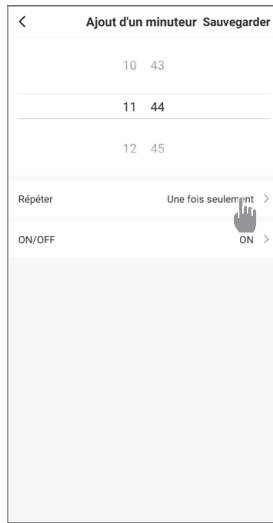 Ajout d'un minuteur Sauvegarder
10 43
11 44
12 45
Répéter Une fois seulement
ON/OFF ON